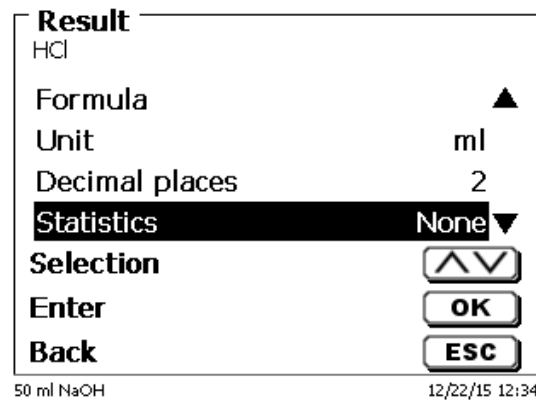 Result
HCl
Formula
Unit ml
Decimal places 2
Statistics None
Selection
Enter OK
Back ESC
50 ml NaOH 12/22/15 12:34